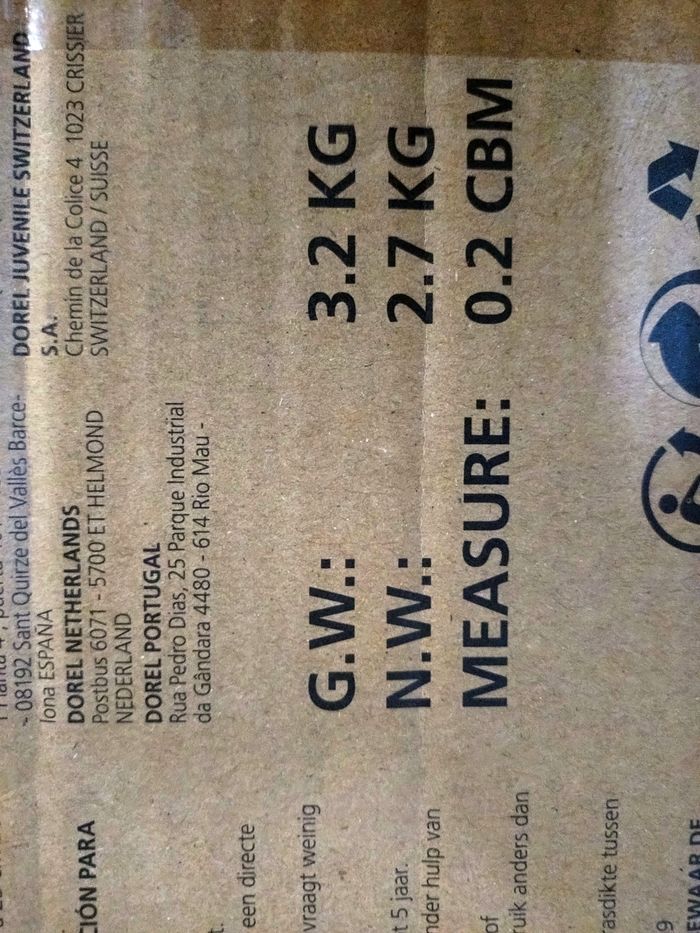 - 08192 Sant Quirze del Vallès Barce-
lona ESPAÑA
DOREL NETHERLANDS
Postbus 6071 - 5700 ET HELMOND
NEDERLAND
DOREL PORTUGAL
Rua Pedro Dias, 25 Parque Industrial
da Gândara 4480 - 614 Rio Mau -
DOREL JUVENILE SWITZERLAND
S.A.
Chemin de la Colice 4 1023 CRISSIER
SWITZERLAND / SUISSE
G.W.: 3.2 KG
N.W.: 2.7 KG
MEASURE: 0.2 CBM
CIÓN PARA
t.
een directe
vraagt weinig
t 5 jaar.
nder hulp van
of
ruik anders dan
rasdikte tussen
9